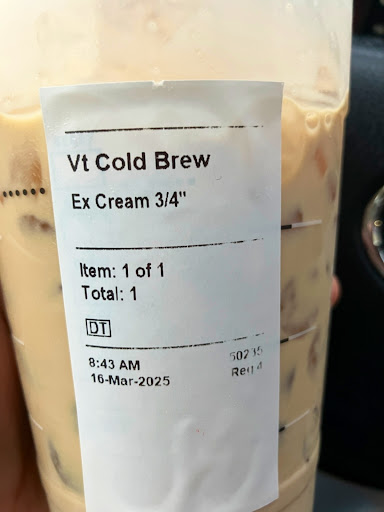 Vt Cold Brew
Ex Cream 3/4"
Item: 1 of 1
Total: 1
DT
8:43 AM
16-Mar-2025
50235
Reg 4